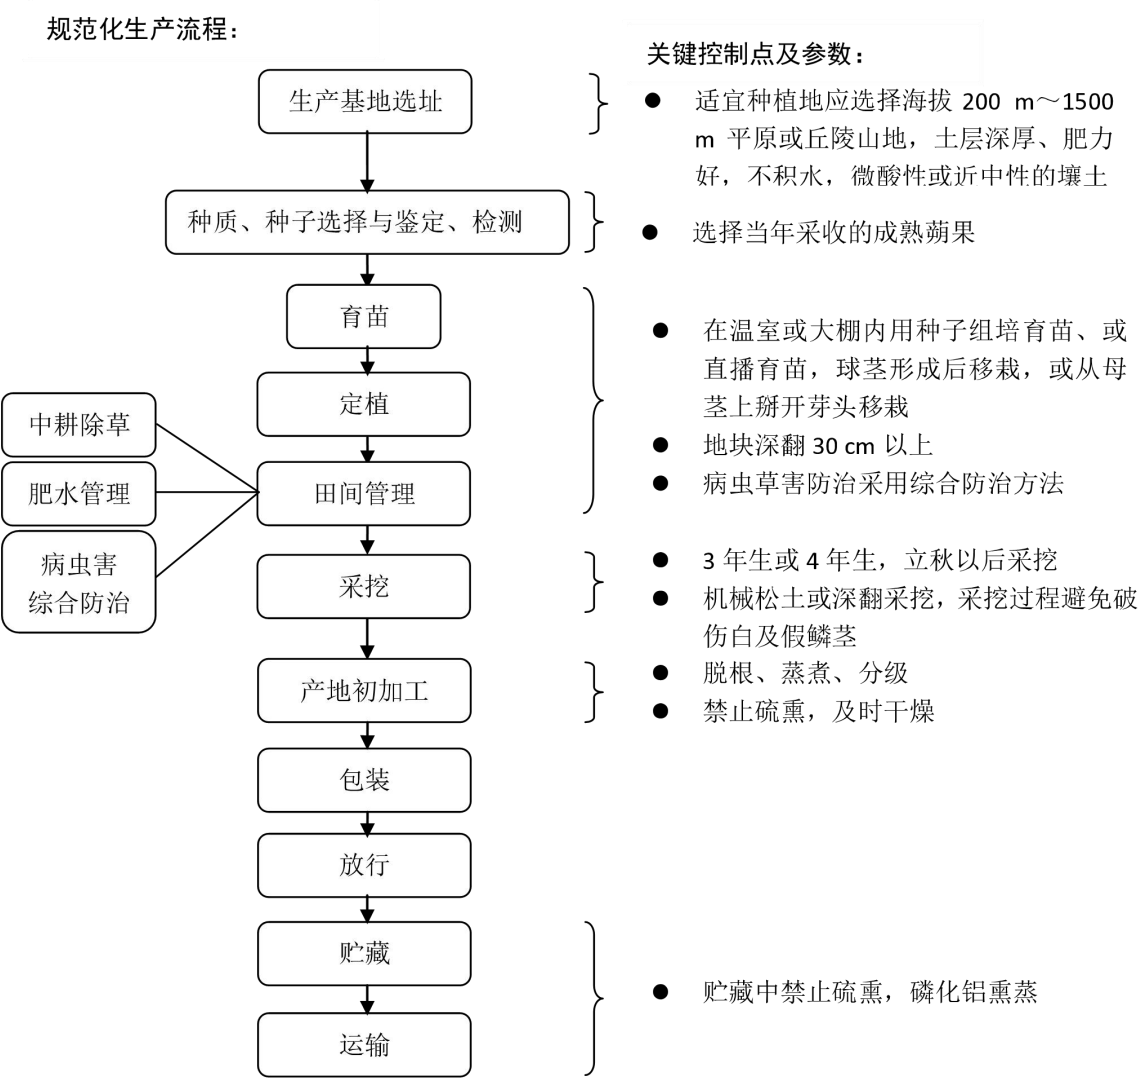 规范化生产流程：
关键控制点及参数：
生产基地选址
● 适宜种植地应选择海拔 200 m～1500
m 平原或丘陵山地，土层深厚、肥力
好，不积水，微酸性或近中性的壤土
种质、种子选择与鉴定、检测
● 选择当年采收的成熟蒴果
育苗
定植
田间管理
中耕除草
肥水管理
病虫害
综合防治
● 在温室或大棚内用种子组培育苗、或
直播育苗，球茎形成后移栽，或从母
茎上掰开芽头移栽
● 地块深翻 30 cm 以上
● 病虫草害防治采用综合防治方法
采挖
● 3 年生或 4 年生，立秋以后采挖
● 机械松土或深翻采挖，采挖过程避免破
伤白及假鳞茎
产地初加工
● 脱根、蒸煮、分级
● 禁止硫熏，及时干燥
包装
放行
贮藏
运输
● 贮藏中禁止硫熏，磷化铝熏蒸